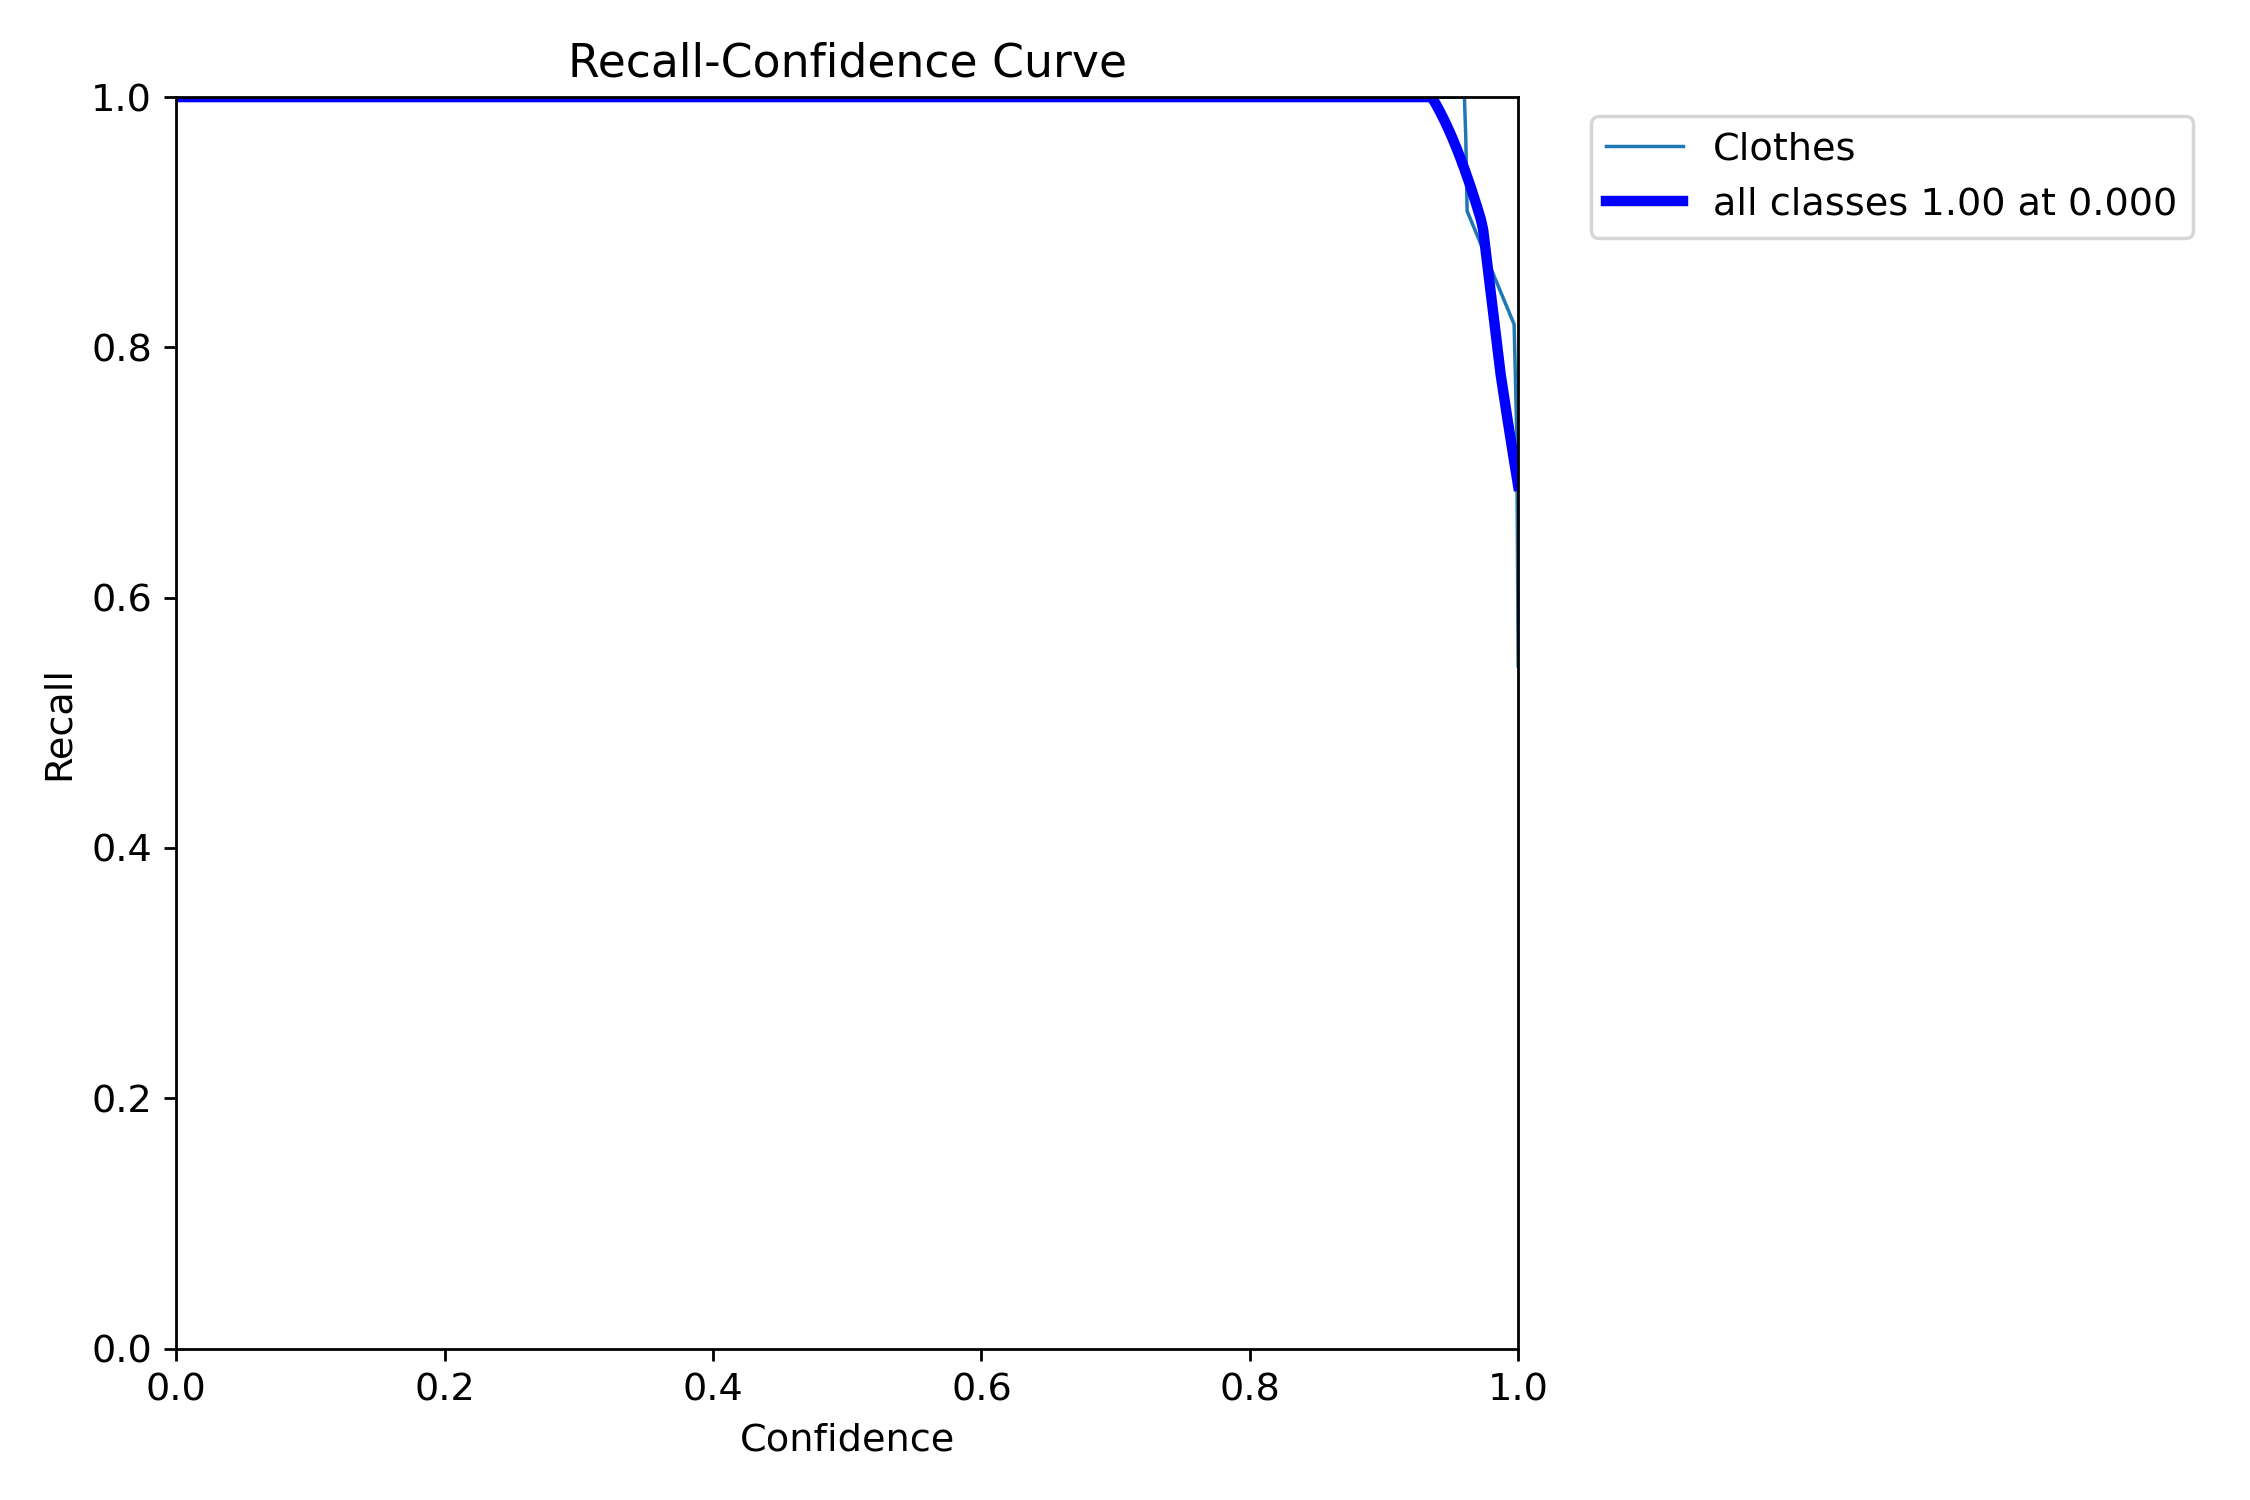 Recall-Confidence Curve
1.0
0.8
0.6
0.4
0.2
0.0
Recall
0.0 0.2 0.4 0.6 0.8 1.0
Confidence
Clothes
all classes 1.00 at 0.000